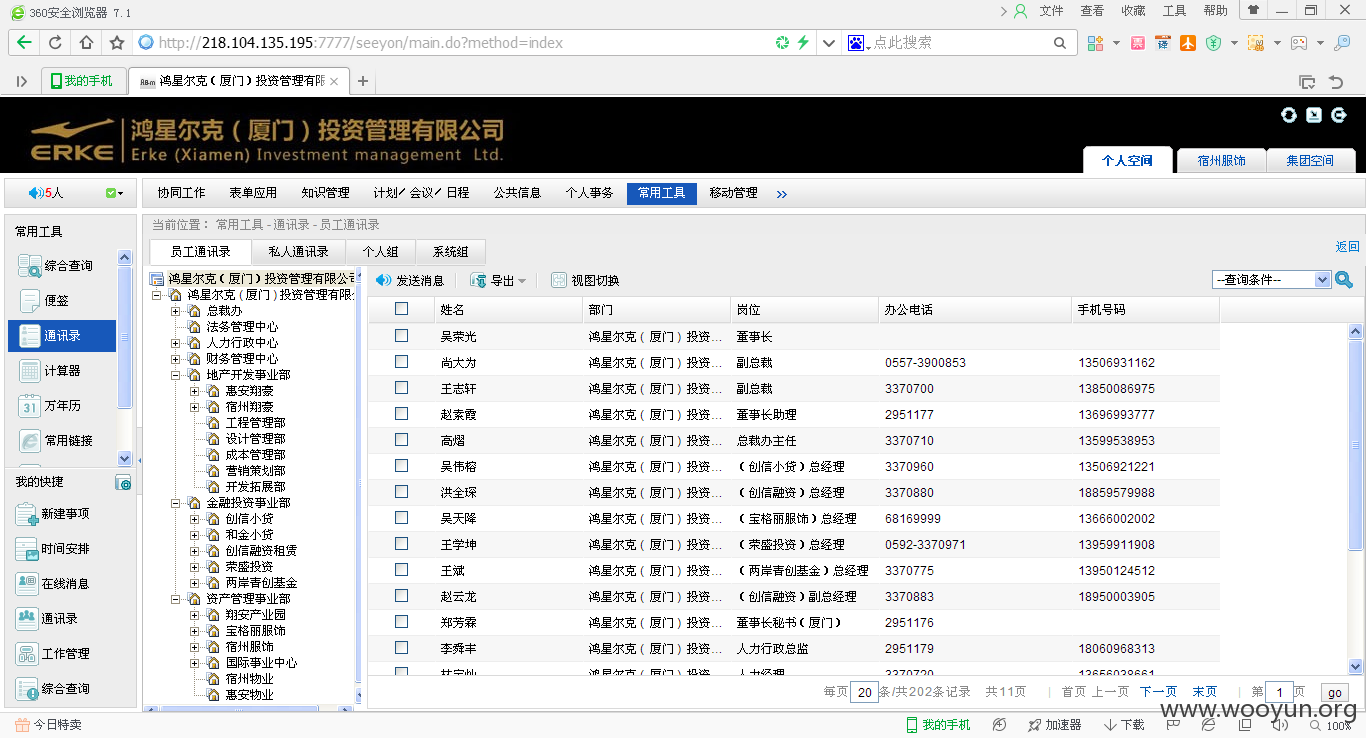 360安全浏览器 7.1
文件 查看 收藏 工具 帮助
http://218.104.135.195:7777/seeyon/main.do?method=index
点此搜索
我的手机
鸿星尔克(厦门)投资管理有限
ERKE
鸿星尔克(厦门)投资管理有限公司
Erke (Xiamen) Investment management Ltd.
个人空间 宿州服饰 集团空间
5人
协同工作 表单应用 知识管理 计划/会议/日程 公共信息 个人事务 常用工具 移动管理 »
常用工具
当前位置: 常用工具 - 通讯录 - 员工通讯录
员工通讯录 私人通讯录 个人组 系统组
返回
综合查询
便签
通讯录
计算器
31 万年历
常用链接
我的快捷
新建事项
时间安排
在线消息
通讯录
工作管理
综合查询
鸿星尔克(厦门)投资管理有限公司
鸿星尔克(厦门)投资管理有限
总裁办
法务管理中心
人力行政中心
财务管理中心
地产开发事业部
惠安翔豪
宿州翔豪
工程管理部
设计管理部
成本管理部
营销策划部
开发拓展部
金融投资事业部
创信小贷
和金小贷
创信融资租赁
荣盛投资
两岸青创基金
资产管理事业部
翔安产业园
宝格丽服饰
宿州服饰
国际事业中心
宿州物业
惠安物业
发送消息 导出 视图切换
--查询条件--
姓名 部门 岗位 办公电话 手机号码
吴荣光 鸿星尔克(厦门)投资... 董事长
尚大为 鸿星尔克(厦门)投资... 副总裁 0557-3900853 13506931162
王志轩 鸿星尔克(厦门)投资... 副总裁 3370700 13850086975
赵素霞 鸿星尔克(厦门)投资... 董事长助理 2951177 13696993777
高熠 鸿星尔克(厦门)投资... 总裁办主任 3370710 13599538953
吴伟榕 鸿星尔克(厦门)投资... (创信小贷)总经理 3370960 13506921221
洪全琛 鸿星尔克(厦门)投资... (创信融资)总经理 3370880 18859579988
吴天降 鸿星尔克(厦门)投资... (宝格丽服饰)总经理 68169999 13666002002
王学坤 鸿星尔克(厦门)投资... (荣盛投资)总经理 0592-3370971 13959911908
王斌 鸿星尔克(厦门)投资... (两岸青创基金)总经理 3370775 13950124512
赵云龙 鸿星尔克(厦门)投资... (创信融资)副总经理 3370883 18950003905
郑芳霖 鸿星尔克(厦门)投资... 董事长秘书(厦门) 2951176
李舜丰 鸿星尔克(厦门)投资... 人力行政总监 2951179 18060968313
每页 20 条/共202条记录 共11页 首页 上一页 下一页 末页 第 1 页 go
www.wooyun.org
今日特卖
我的手机 加速器 下载 100%